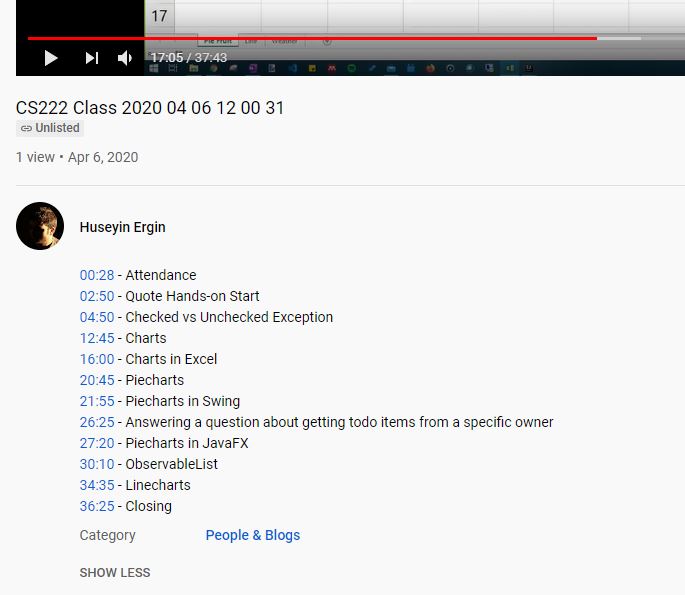 17
Pie Fruit Line Weather
17:05 / 37:43
CS222 Class 2020 04 06 12 00 31
Unlisted
1 view • Apr 6, 2020
Huseyin Ergin
00:28 - Attendance
02:50 - Quote Hands-on Start
04:50 - Checked vs Unchecked Exception
12:45 - Charts
16:00 - Charts in Excel
20:45 - Piecharts
21:55 - Piecharts in Swing
26:25 - Answering a question about getting todo items from a specific owner
27:20 - Piecharts in JavaFX
30:10 - ObservableList
34:35 - Linecharts
36:25 - Closing
Category People & Blogs
SHOW LESS